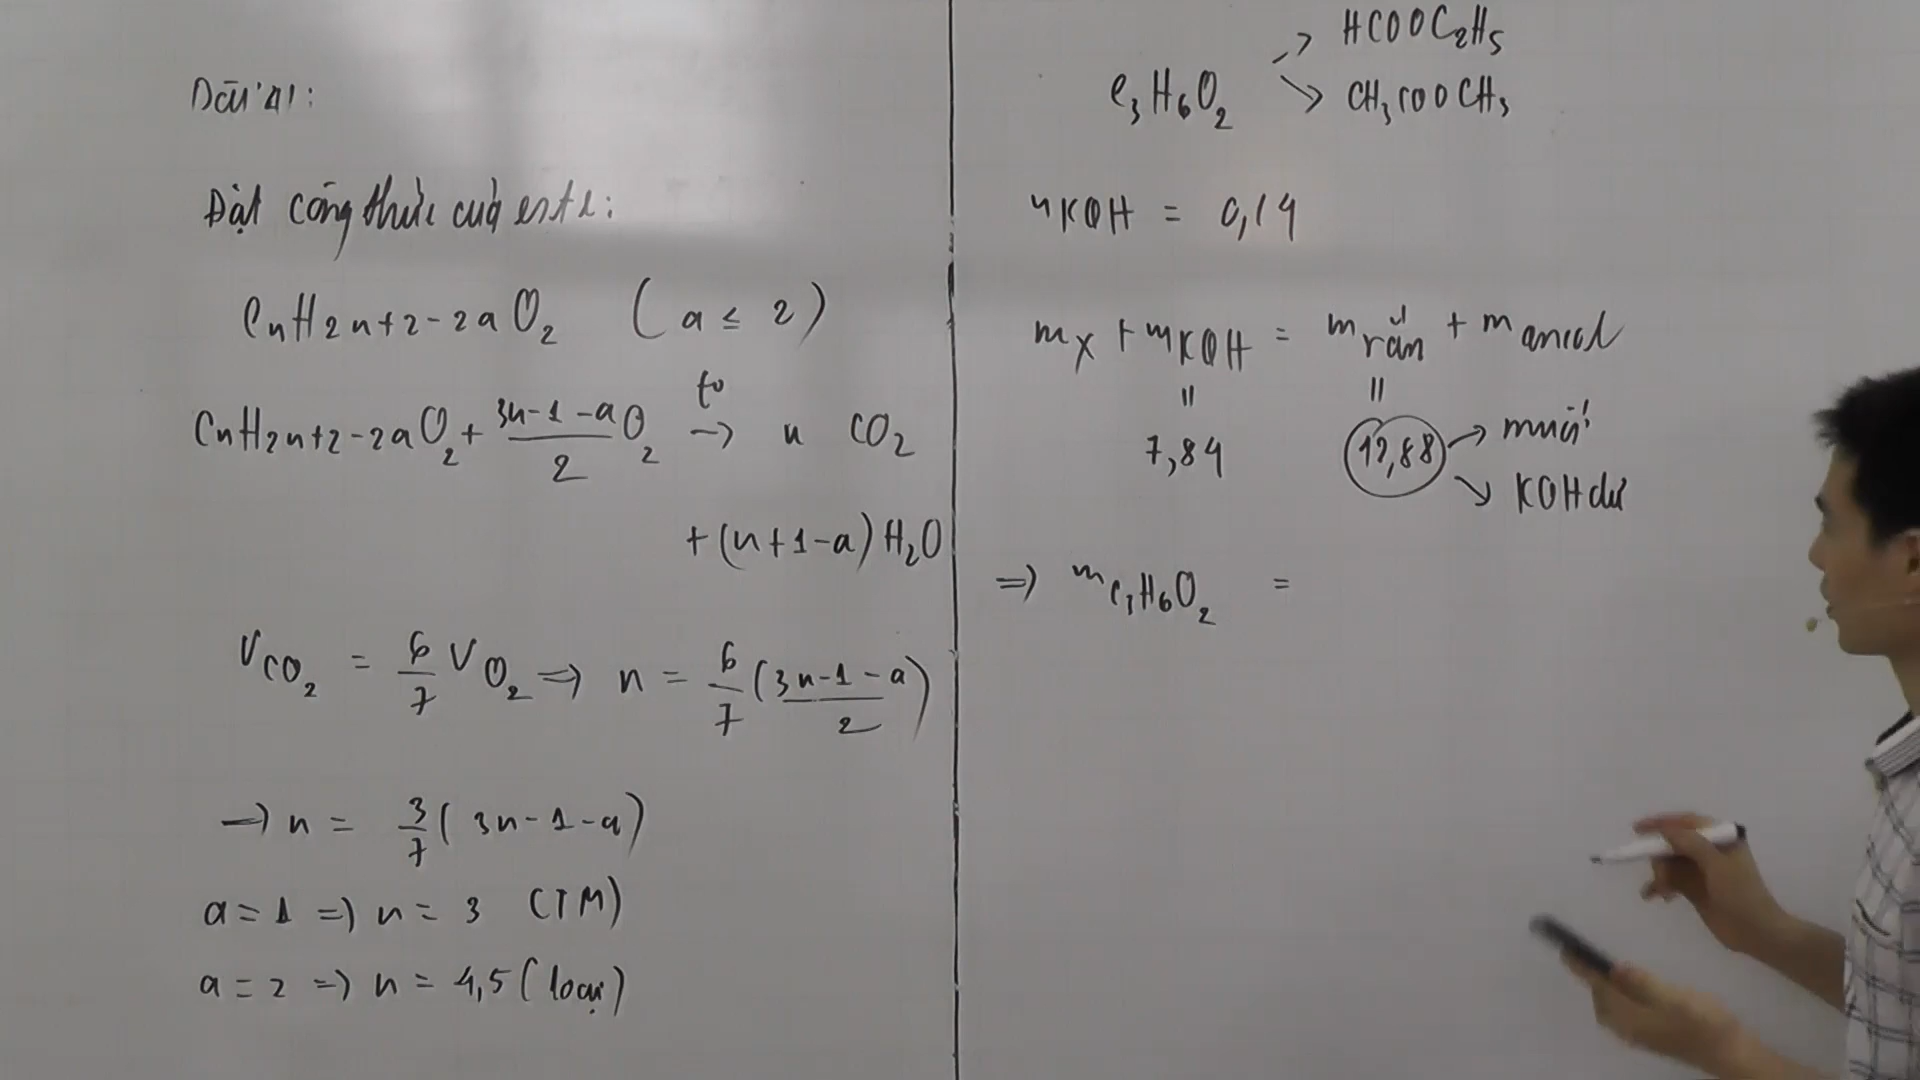 Bài 41:
Đặt công thức của este:
CnH2n+2-2aO2 (a ≤ 2)
CnH2n+2-2aO2 + (3n-1-a)/2 O2 →(t°) n CO2
+ (n+1-a) H2O
VCO2 = 6/7 VO2 ⇒ n = 6/7 ((3n-1-a)/2)
→ n = 3/7 (3n-1-a)
a = 1 ⇒ n = 3 (TM)
a = 2 ⇒ n = 4,5 (loại)
C3H6O2 → HCOOC2H5
→ CH3COOCH3
nKOH = 0,14
mX + mKOH = m rắn + m ancol
= 7,84
= 12,88 → muối
→ KOH dư
⇒ mC3H6O2 =